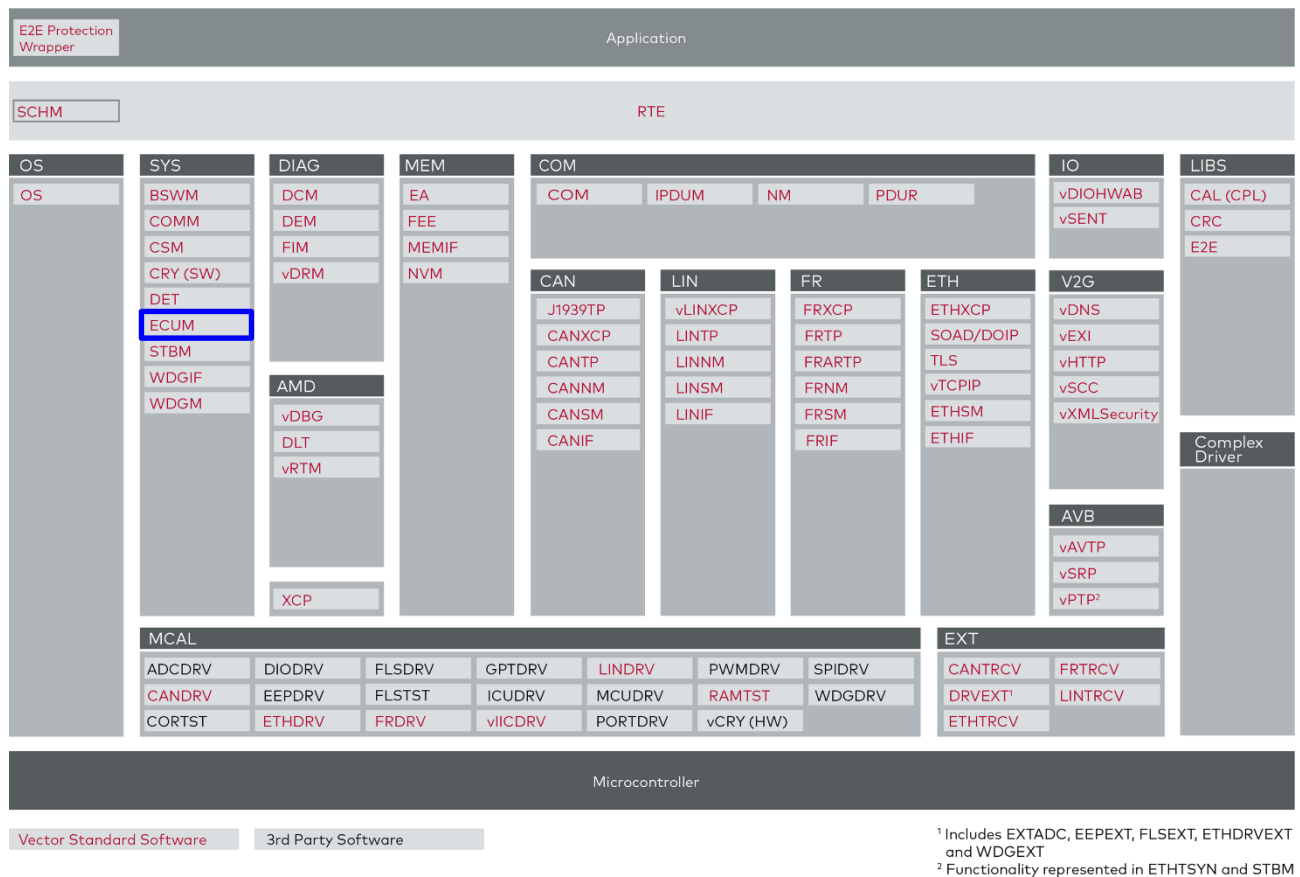 E2E Protection
Wrapper
Application
SCHM
RTE
OS
OS
SYS
BSWM
COMM
CSM
CRY (SW)
DET
ECUM
STBM
WDGIF
WDGM
DIAG
DCM
DEM
FIM
vDRM
AMD
vDBG
DLT
vRTM
XCP
MEM
EA
FEE
MEMIF
NVM
COM
COM IPDUM NM PDUR
CAN
J1939TP
CANXCP
CANTP
CANNM
CANSM
CANIF
LIN
vLINXCP
LINTP
LINNM
LINSM
LINIF
FR
FRXCP
FRTP
FRARTP
FRNM
FRSM
FRIF
ETH
ETHXCP
SOAD/DOIP
TLS
vTCPIP
ETHSM
ETHIF
IO
vDIOHWAB
vSENT
V2G
vDNS
vEXI
vHTTP
vSCC
vXMLSecurity
AVB
vAVTP
vSRP
vPTP²
LIBS
CAL (CPL)
CRC
E2E
Complex
Driver
MCAL
ADCDRV DIODRV FLSDRV GPTDRV LINDRV PWMDRV SPIDRV
CANDRV EEPDRV FLSTST ICUDRV MCUDRV RAMTST WDGDRV
CORTST ETHDRV FRDRV vIICDRV PORTDRV vCRY (HW)
EXT
CANTRCV FRTRCV
DRVEXT¹ LINTRCV
ETHTRCV
Microcontroller
Vector Standard Software 3rd Party Software
¹ Includes EXTADC, EEPEXT, FLSEXT, ETHDRVEXT
and WDGEXT
² Functionality represented in ETHTSYN and STBM